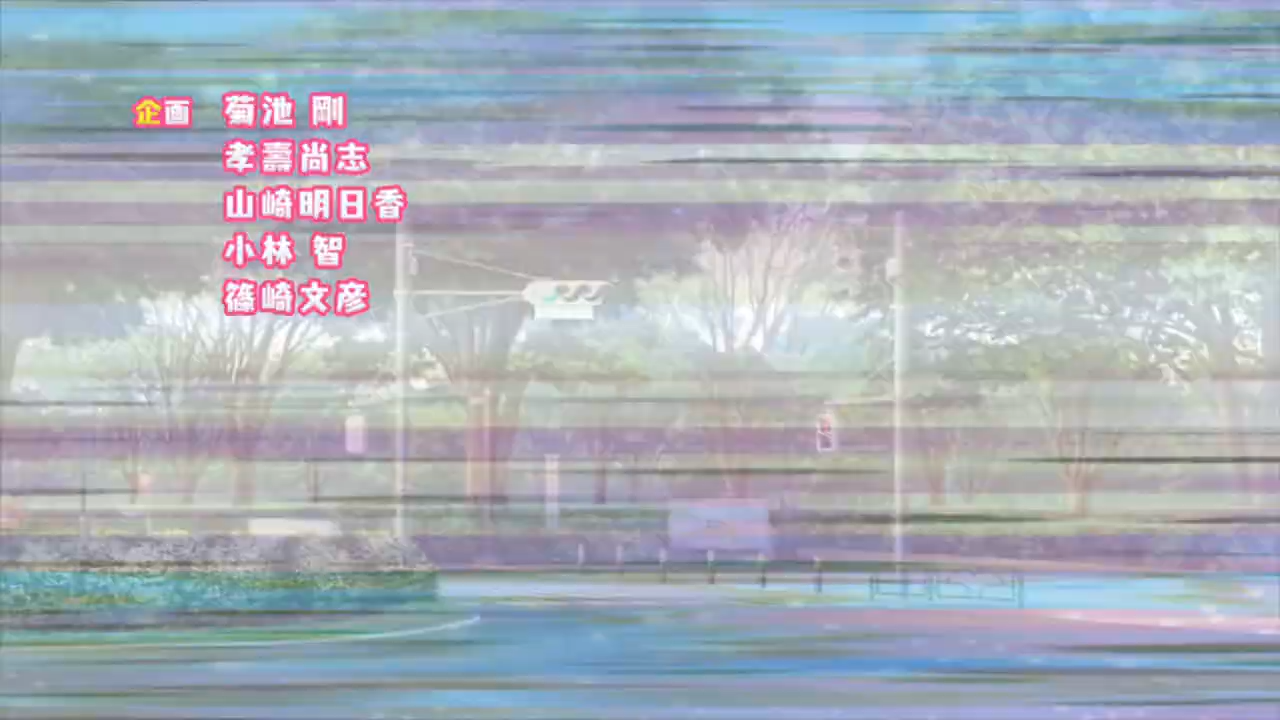 企画 菊池 剛
孝壽尚志
山崎明日香
小林 智
篠崎文彦